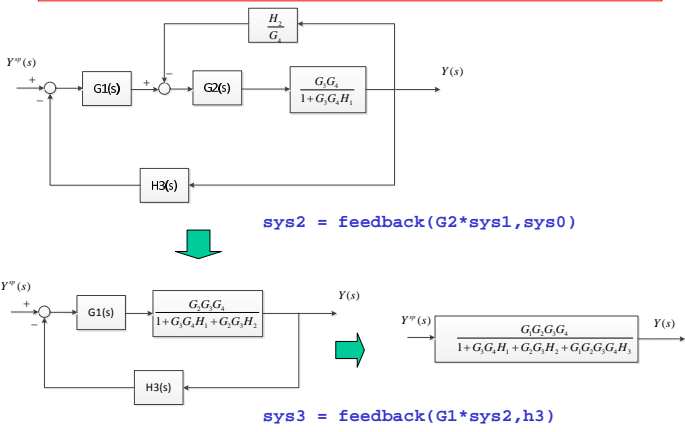 H₂
G₄
Yˢᵖ(s)
+
−
G1(s)
+
−
G2(s)
G₃G₄
1+G₃G₄H₁
Y(s)
H3(s)
sys2 = feedback(G2*sys1,sys0)
Yˢᵖ(s)
+
−
G1(s)
G₂G₃G₄
1+G₃G₄H₁+G₂G₃H₂
Y(s)
H3(s)
Yˢᵖ(s)
G₁G₂G₃G₄
1+G₃G₄H₁+G₂G₃H₂+G₁G₂G₃G₄H₃
Y(s)
sys3 = feedback(G1*sys2,h3)